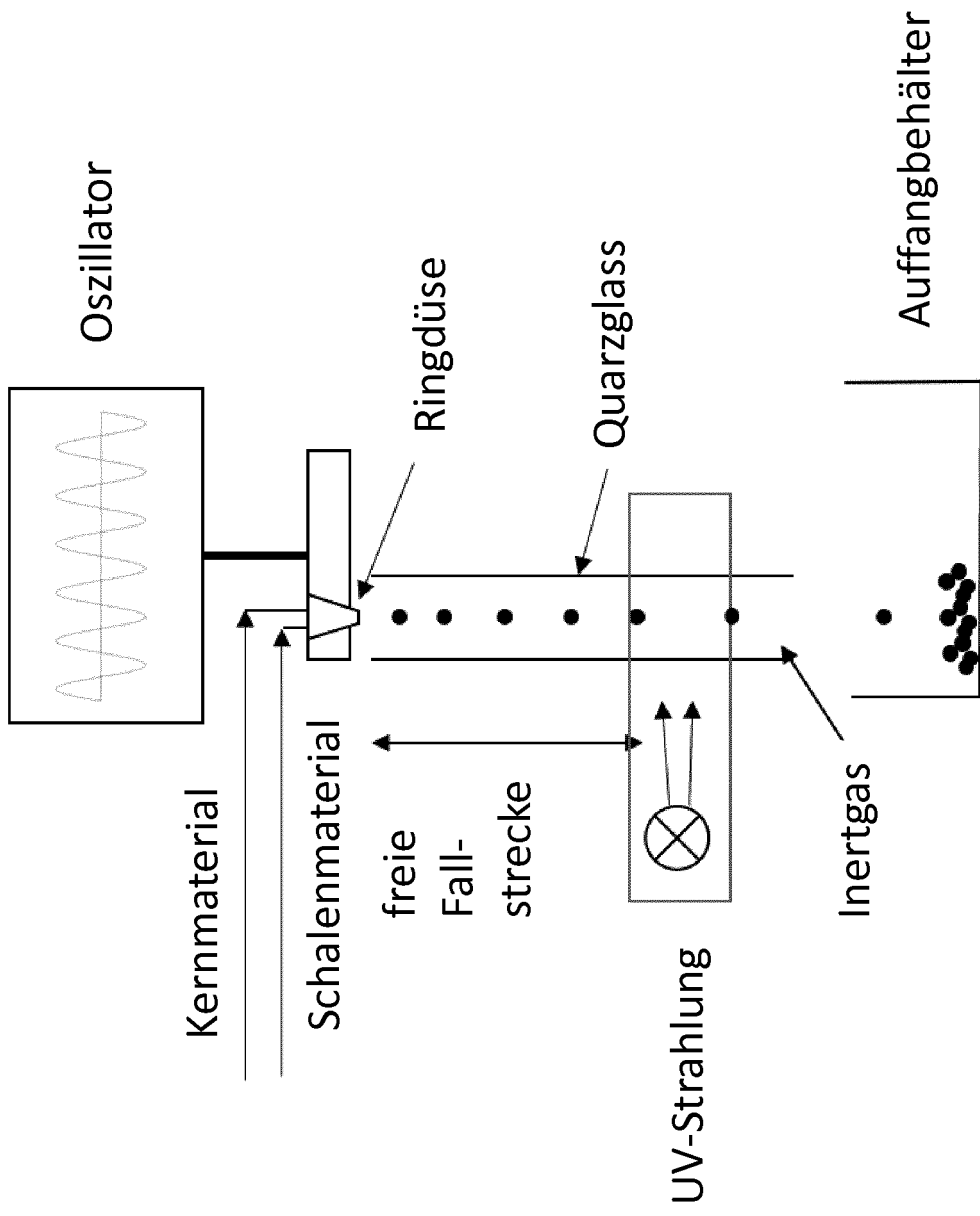 Oszillator
Kernmaterial
Schalenmaterial
Ringdüse
freie
Fall-
strecke
Quarzglass
UV-Strahlung
Inertgas
Auffangbehälter